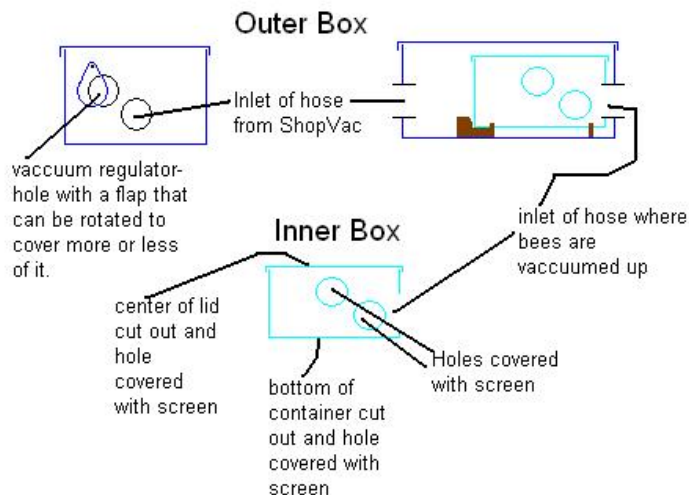 Outer Box
Inlet of hose
from ShopVac
vaccuum regulator-
hole with a flap that
can be rotated to
cover more or less
of it.
inlet of hose where
bees are
vaccuumed up
Inner Box
center of lid
cut out and
hole
covered
with screen
Holes covered
with screen
bottom of
container cut
out and hole
covered with
screen